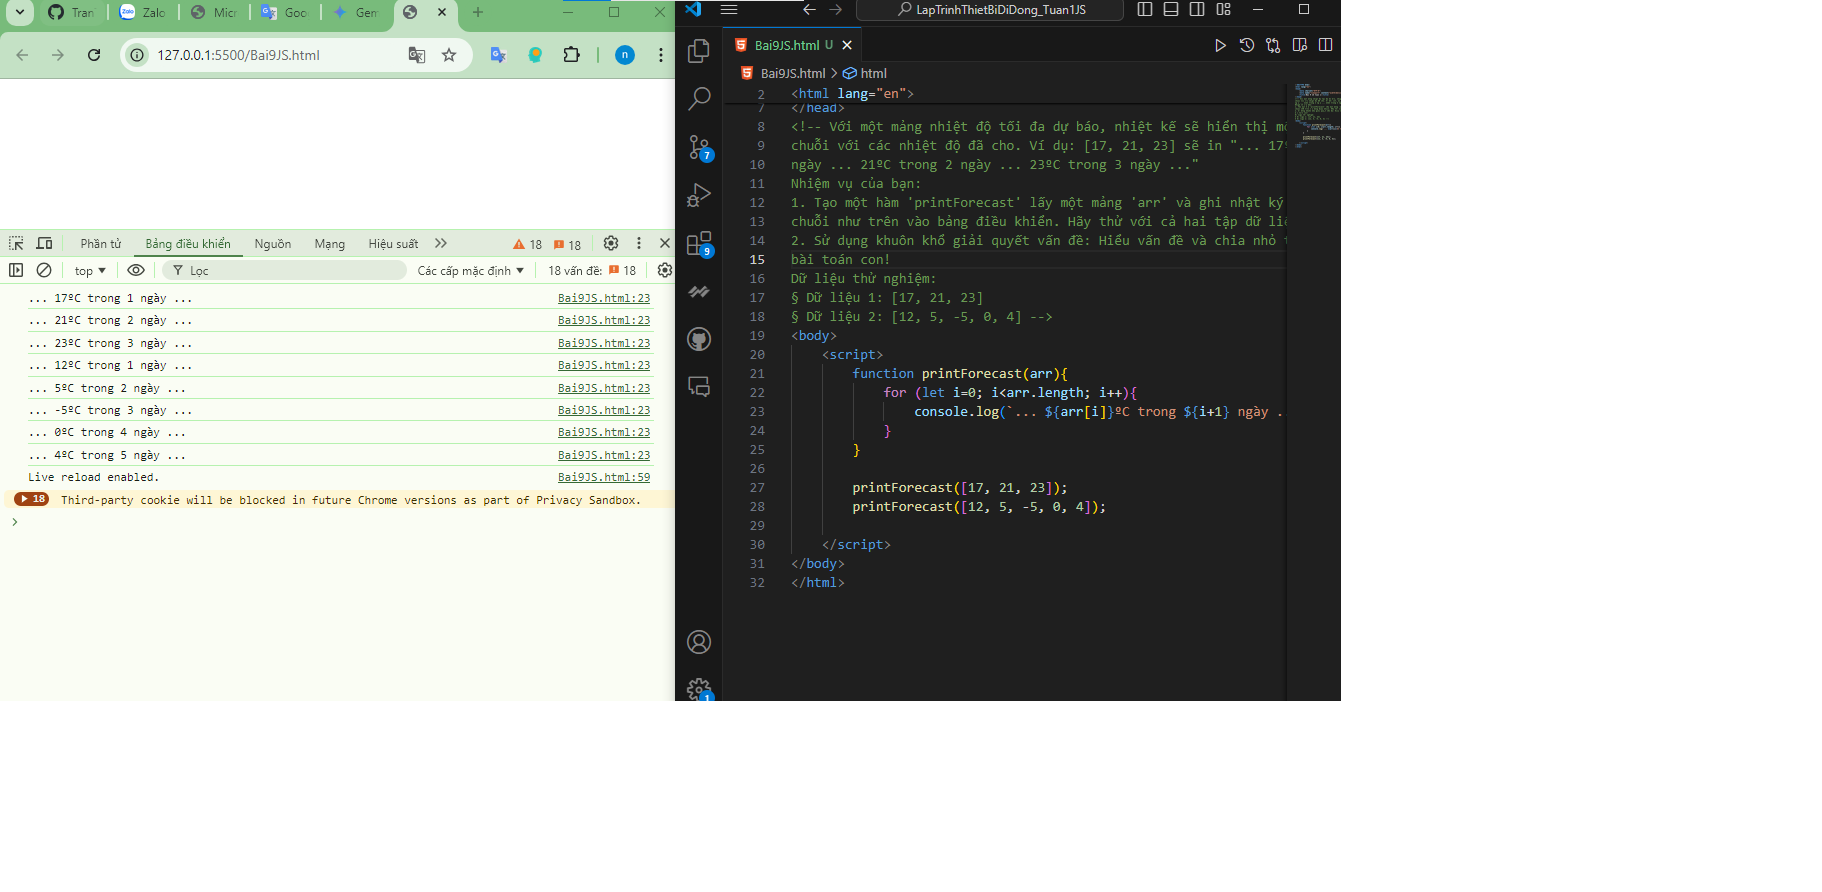 Tran
Zalo
Micr
Goo
Gem
127.0.0.1:5500/Bai9JS.html
n
Phần tử
Bảng điều khiển
Nguồn
Mạng
Hiệu suất
18
18
top
Lọc
Các cấp mặc định
18 vấn đề:
18
... 17ºC trong 1 ngày ... Bai9JS.html:23
... 21ºC trong 2 ngày ... Bai9JS.html:23
... 23ºC trong 3 ngày ... Bai9JS.html:23
... 12ºC trong 1 ngày ... Bai9JS.html:23
... 5ºC trong 2 ngày ... Bai9JS.html:23
... -5ºC trong 3 ngày ... Bai9JS.html:23
... 0ºC trong 4 ngày ... Bai9JS.html:23
... 4ºC trong 5 ngày ... Bai9JS.html:23
Live reload enabled. Bai9JS.html:59
18 Third-party cookie will be blocked in future Chrome versions as part of Privacy Sandbox.
LapTrinhThietBiDiDong_Tuan1JS
Bai9JS.html U
Bai9JS.html > html
7
9
1
2 <html lang="en">
7 </head>
8 <!-- Với một mảng nhiệt độ tối đa dự báo, nhiệt kế sẽ hiển thị
9 chuỗi với các nhiệt độ đã cho. Ví dụ: [17, 21, 23] sẽ in "... 17º
10 ngày ... 21ºC trong 2 ngày ... 23ºC trong 3 ngày ..."
11 Nhiệm vụ của bạn:
12 1. Tạo một hàm 'printForecast' lấy một mảng 'arr' và ghi nhật ký
13 chuỗi như trên vào bảng điều khiển. Hãy thử với cả hai tập dữ liệ
14 2. Sử dụng khuôn khổ giải quyết vấn đề: Hiểu vấn đề và chia nhỏ
15 bài toán con!
16 Dữ liệu thử nghiệm:
17 § Dữ liệu 1: [17, 21, 23]
18 § Dữ liệu 2: [12, 5, -5, 0, 4] -->
19 <body>
20 <script>
21 function printForecast(arr){
22 for (let i=0; i<arr.length; i++){
23 console.log(`... ${arr[i]}ºC trong ${i+1} ngày ..
24 }
25 }
26
27 printForecast([17, 21, 23]);
28 printForecast([12, 5, -5, 0, 4]);
29
30 </script>
31 </body>
32 </html>